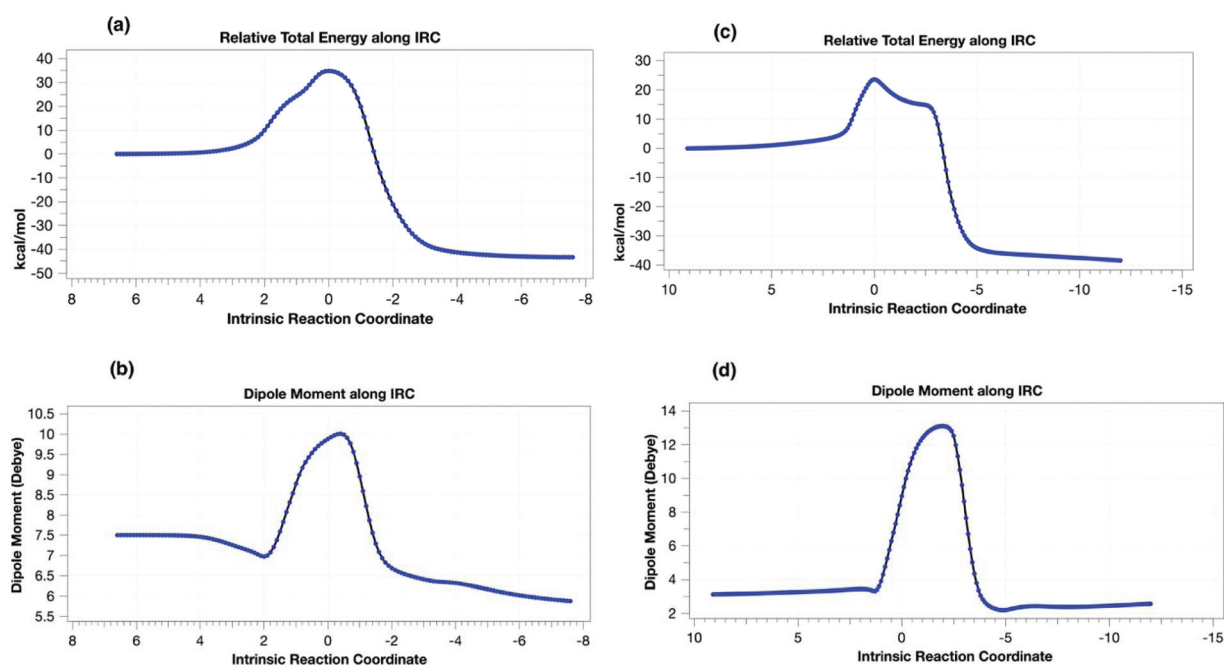 (a)
Relative Total Energy along IRC
40
30
20
10
0
-10
-20
-30
-40
-50
kcal/mol
8 6 4 2 0 -2 -4 -6 -8
Intrinsic Reaction Coordinate
(c)
Relative Total Energy along IRC
30
20
10
0
-10
-20
-30
-40
kcal/mol
10 5 0 -5 -10 -15
Intrinsic Reaction Coordinate
(b)
Dipole Moment along IRC
10.5
10
9.5
9
8.5
8
7.5
7
6.5
6
5.5
Dipole Moment (Debye)
8 6 4 2 0 -2 -4 -6 -8
Intrinsic Reaction Coordinate
(d)
Dipole Moment along IRC
14
12
10
8
6
4
2
Dipole Moment (Debye)
10 5 0 -5 -10 -15
Intrinsic Reaction Coordinate